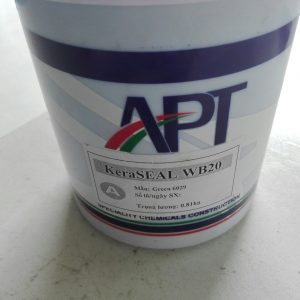 APT
KeraSEAL WB20
A
Màu: Green 6029
Số lô/ngày SX:
Trọng lượng: 0.81kg
SPECIALITY CHEMICALS CONSTRUCTION